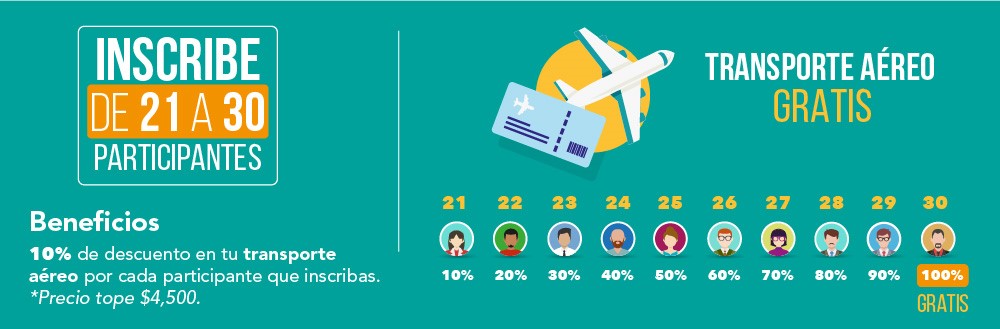 INSCRIBE
DE 21 A 30
PARTICIPANTES
Beneficios
10% de descuento en tu transporte
aéreo por cada participante que inscribas.
*Precio tope $4,500.
TRANSPORTE AÉREO
GRATIS
21 22 23 24 25 26 27 28 29 30
10% 20% 30% 40% 50% 60% 70% 80% 90% 100%
GRATIS